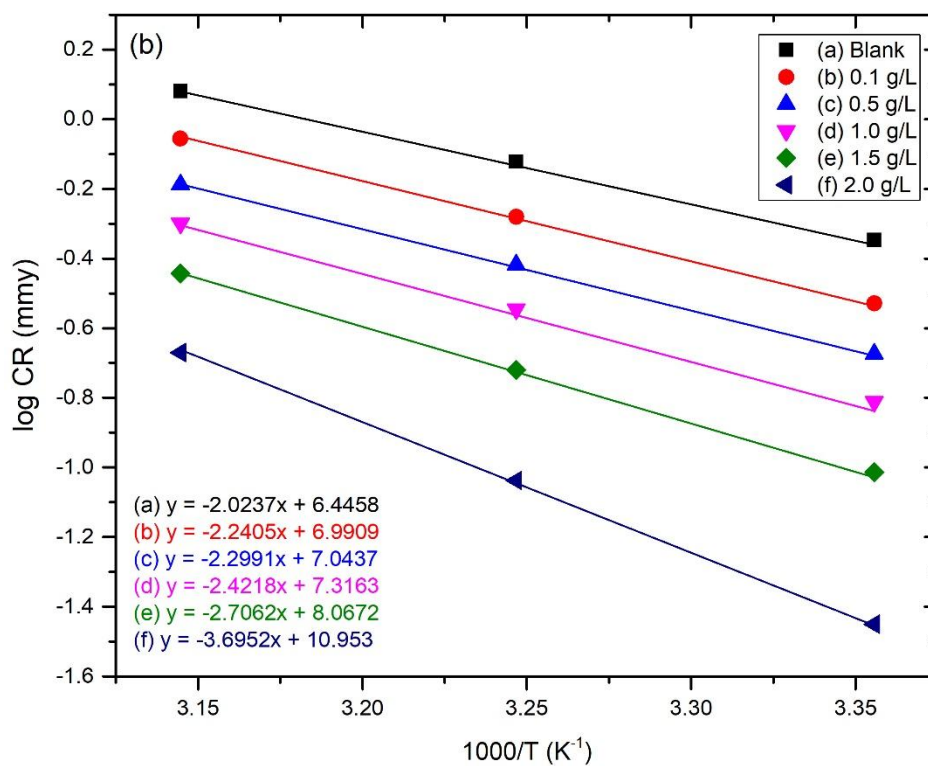 (b)
(a) Blank
(b) 0.1 g/L
(c) 0.5 g/L
(d) 1.0 g/L
(e) 1.5 g/L
(f) 2.0 g/L
log CR (mmy)
0.2
0.0
-0.2
-0.4
-0.6
-0.8
-1.0
-1.2
-1.4
-1.6
(a) y = -2.0237x + 6.4458
(b) y = -2.2405x + 6.9909
(c) y = -2.2991x + 7.0437
(d) y = -2.4218x + 7.3163
(e) y = -2.7062x + 8.0672
(f) y = -3.6952x + 10.953
3.15 3.20 3.25 3.30 3.35
1000/T (K⁻¹)